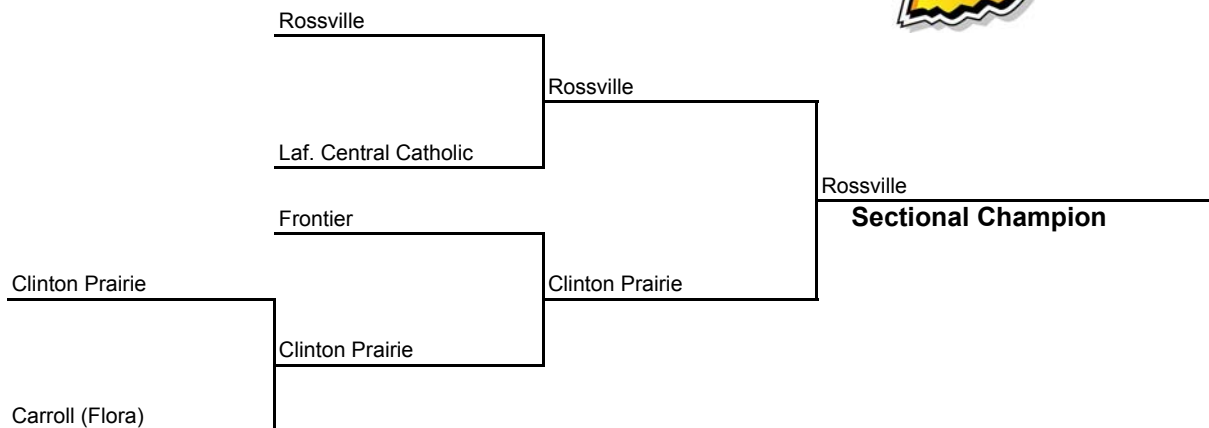 Rossville
Rossville
Laf. Central Catholic
Rossville
Sectional Champion
Frontier
Clinton Prairie
Clinton Prairie
Clinton Prairie
Carroll (Flora)